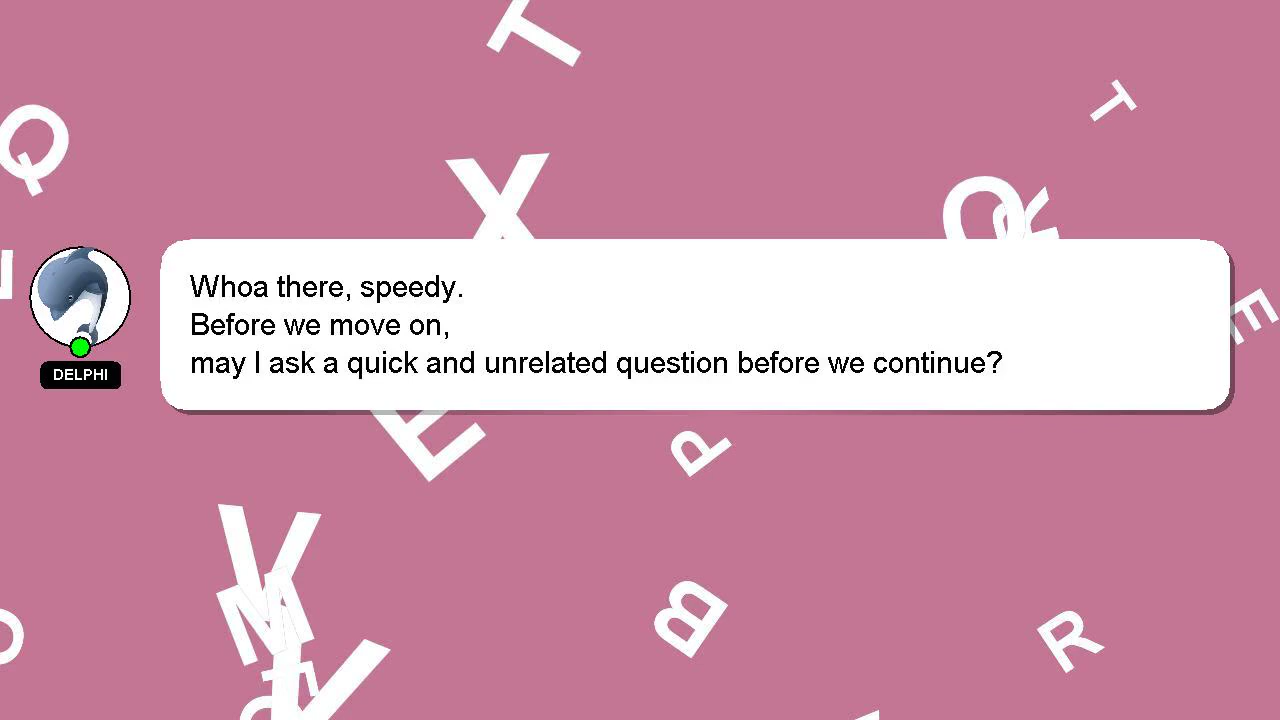 T
T
Q
X
Q
R
E
Whoa there, speedy.
Before we move on,
may I ask a quick and unrelated question before we continue?
DELPHI
E
P
V
M
B
R
V